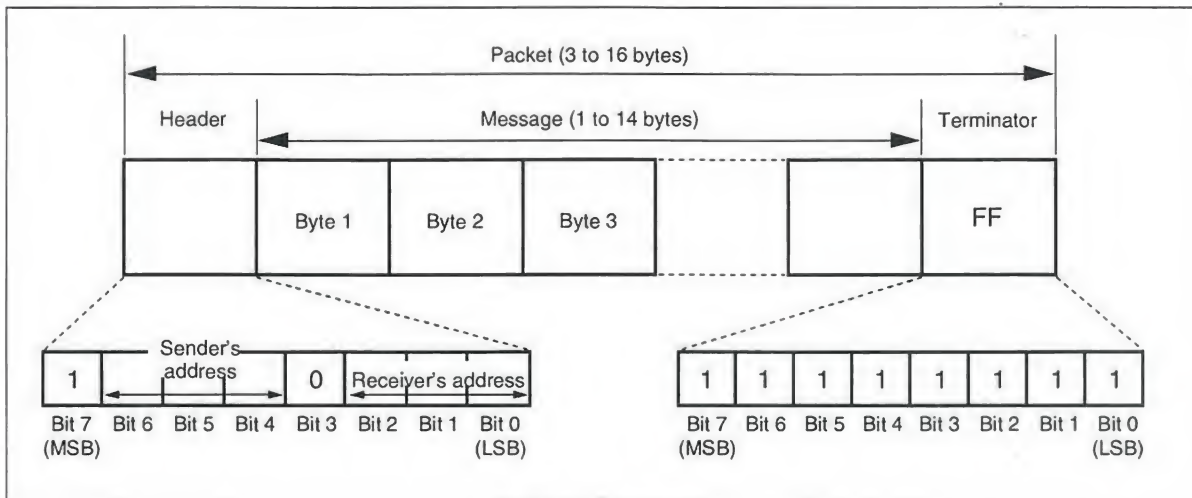 Packet (3 to 16 bytes)
Header Message (1 to 14 bytes) Terminator
Byte 1 Byte 2 Byte 3 FF
Sender's
address
1 0 Receiver's address 1 1 1 1 1 1 1 1
Bit 7 Bit 6 Bit 5 Bit 4 Bit 3 Bit 2 Bit 1 Bit 0 Bit 7 Bit 6 Bit 5 Bit 4 Bit 3 Bit 2 Bit 1 Bit 0
(MSB) (LSB) (MSB) (LSB)